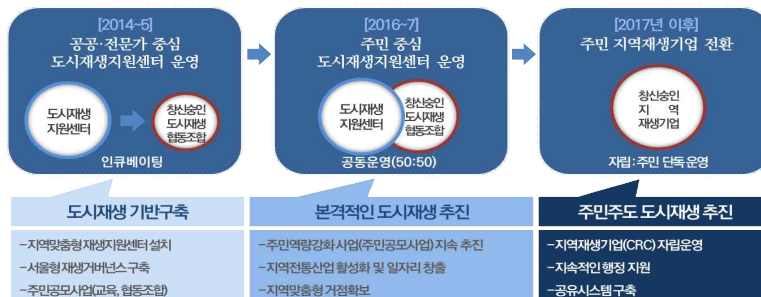 [2014~5]
공공·전문가 중심
도시재생지원센터 운영
도시재생
지원센터
창신숭인
도시재생
협동조합
인큐베이팅
[2016~7]
주민 중심
도시재생지원센터 운영
도시재생
지원센터
창신숭인
도시재생
협동조합
공동운영(50:50)
[2017년 이후]
주민 지역재생기업 전환
창신숭인
지 역
재생기업
자립:주민 단독 운영
도시재생 기반구축
-지역맞춤형 재생지원센터 설치
-서울형 재생거버넌스 구축
-주민공모사업(교육, 협동조합)
본격적인 도시재생 추진
-주민역량강화 사업(주민공모사업) 지속 추진
-지역전통산업 활성화 및 일자리 창출
-지역맞춤형 거점확보
주민주도 도시재생 추진
-지역재생기업(CRC) 자립운영
-지속적인 행정 지원
-공유시스템 구축